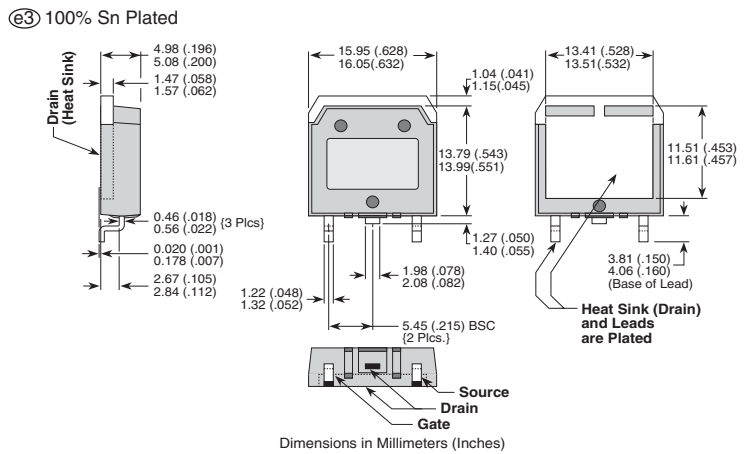 e3 100% Sn Plated
4.98 (.196)
5.08 (.200)
1.47 (.058)
1.57 (.062)
Drain
(Heat Sink)
0.46 (.018)
0.56 (.022) {3 Plcs}
0.020 (.001)
0.178 (.007)
2.67 (.105)
2.84 (.112)
15.95 (.628)
16.05(.632)
1.04 (.041)
1.15(.045)
13.79 (.543)
13.99(.551)
1.27 (.050)
1.40 (.055)
1.98 (.078)
2.08 (.082)
1.22 (.048)
1.32 (.052)
5.45 (.215) BSC
{2 Plcs.}
13.41 (.528)
13.51(.532)
11.51 (.453)
11.61 (.457)
3.81 (.150)
4.06 (.160)
(Base of Lead)
Heat Sink (Drain)
and Leads
are Plated
Source
Drain
Gate
Dimensions in Millimeters (Inches)